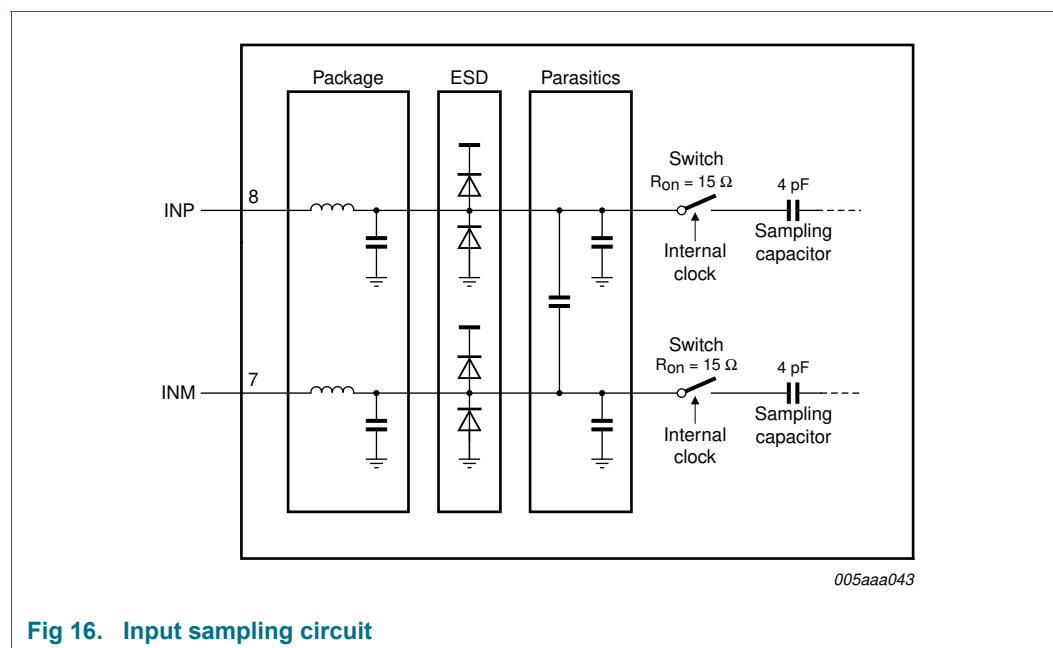 Package ESD Parasitics
Switch
Ron = 15 Ω
4 pF
INP 8
Internal
clock
Sampling
capacitor
Switch
Ron = 15 Ω
4 pF
INM 7
Internal
clock
Sampling
capacitor
005aaa043
Fig 16. Input sampling circuit